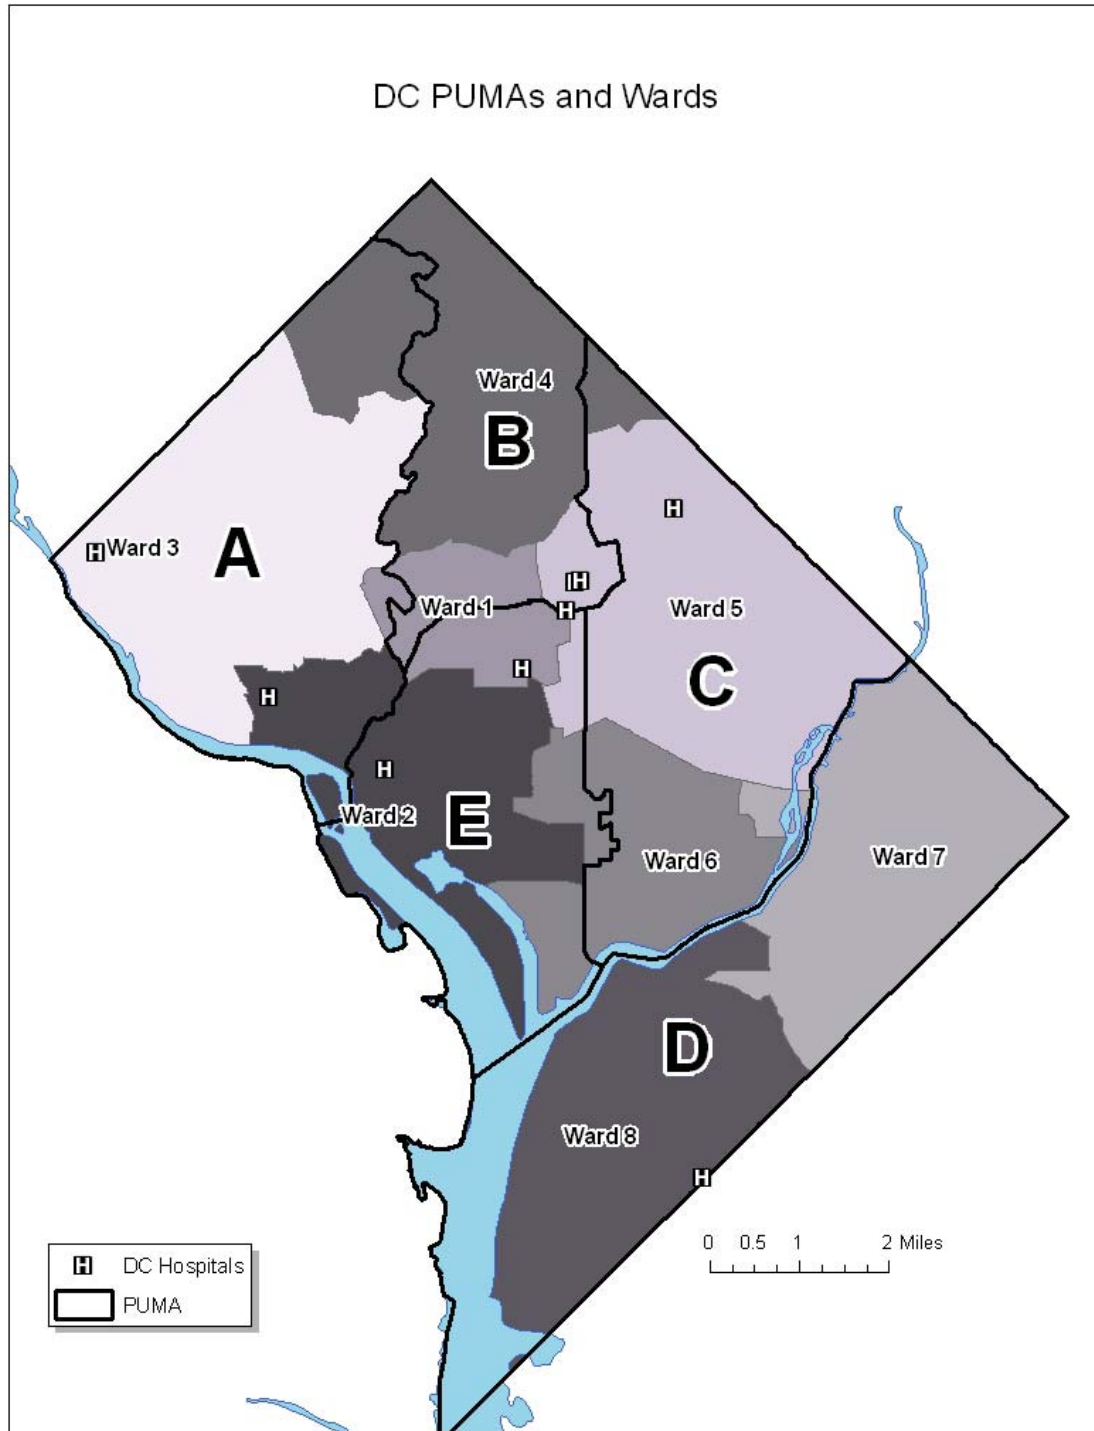 DC PUMAs and Wards
Ward 4
B
H
H Ward 3
A
H
H
Ward 1
H
Ward 5
C
H
H
H
Ward 2
E
Ward 6
Ward 7
D
Ward 8
H
0 0.5 1 2 Miles
H DC Hospitals
PUMA